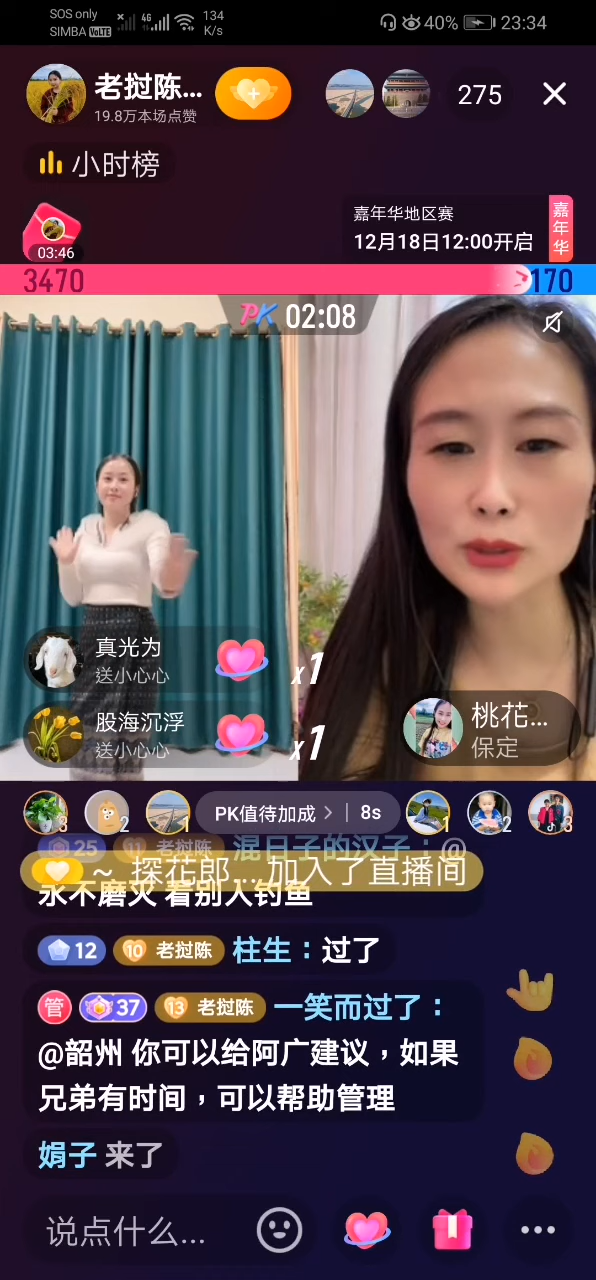 SOS only
SIMBA VoLTE
4G
134
K/s
40%
23:34
老挝陈...
19.8万本场点赞
275
小时榜
03:46
嘉年华地区赛
12月18日12:00开启
嘉年华
3470
170
PK 02:08
真光为
送小心心
x1
股海沉浮
送小心心
x1
桃花...
保定
3
2
1
PK值待加成
8s
1
2
3
25
11 老挝陈 混日子的汉子：@
~ 探花郎... 加入了直播间
永不磨灭 看别人钓鱼
12 10 老挝陈 柱生：过了
管 37 13 老挝陈 一笑而过了：
@韶州 你可以给阿广建议，如果
兄弟有时间，可以帮助管理
娟子 来了
说点什么...